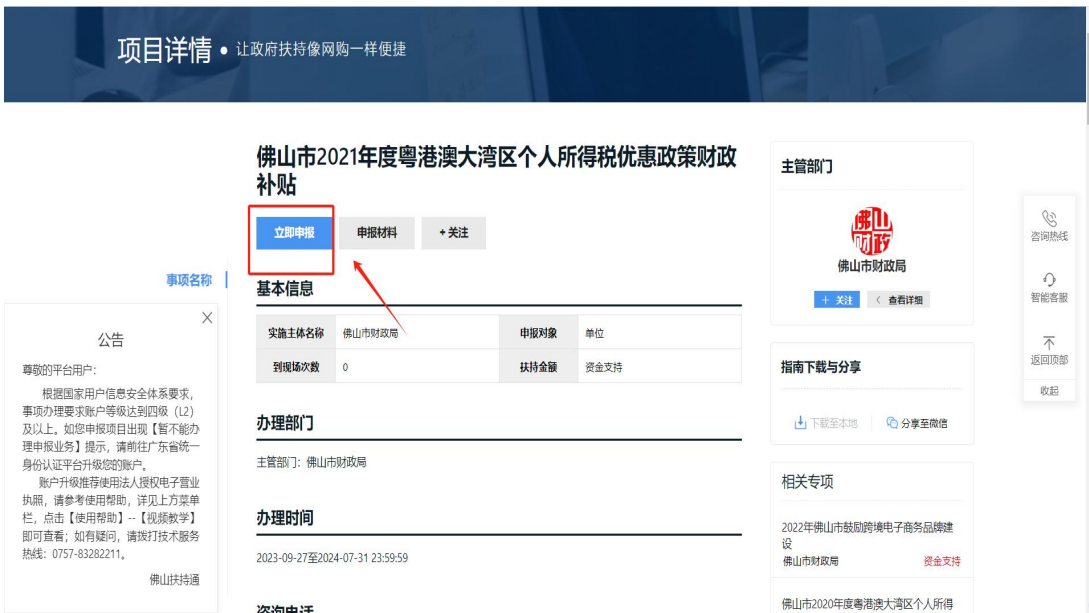 项目详情 • 让政府扶持像网购一样便捷
佛山市2021年度粤港澳大湾区个人所得税优惠政策财政
补贴
立即申报
申报材料
+ 关注
事项名称
基本信息
实施主体名称 佛山市财政局 申报对象 单位
到现场次数 0 扶持金额 资金支持
办理部门
主管部门：佛山市财政局
办理时间
2023-09-27至2024-07-31 23:59:59
咨询电话
公告
尊敬的平台用户：
根据国家用户信息安全体系要求，
事项办理要求账户等级达到四级（L2）
及以上。如您申报项目出现【暂不能办
理申报业务】提示，请前往广东省统一
身份认证平台升级您的账户。
账户升级推荐使用法人授权电子营业
执照，请参考使用帮助，详见上方菜单
栏，点击【使用帮助】--【视频教学】
即可查看；如有疑问，请拨打技术服务
热线：0757-83282211。
佛山扶持通
主管部门
佛山
财政
佛山市财政局
+ 关注
< 查看详细
指南下载与分享
下载至本地
分享至微信
相关专项
2022年佛山市鼓励跨境电子商务品牌建
设
佛山市财政局 资金支持
佛山市2020年度粤港澳大湾区个人所得
咨询热线
智能客服
返回顶部
收起